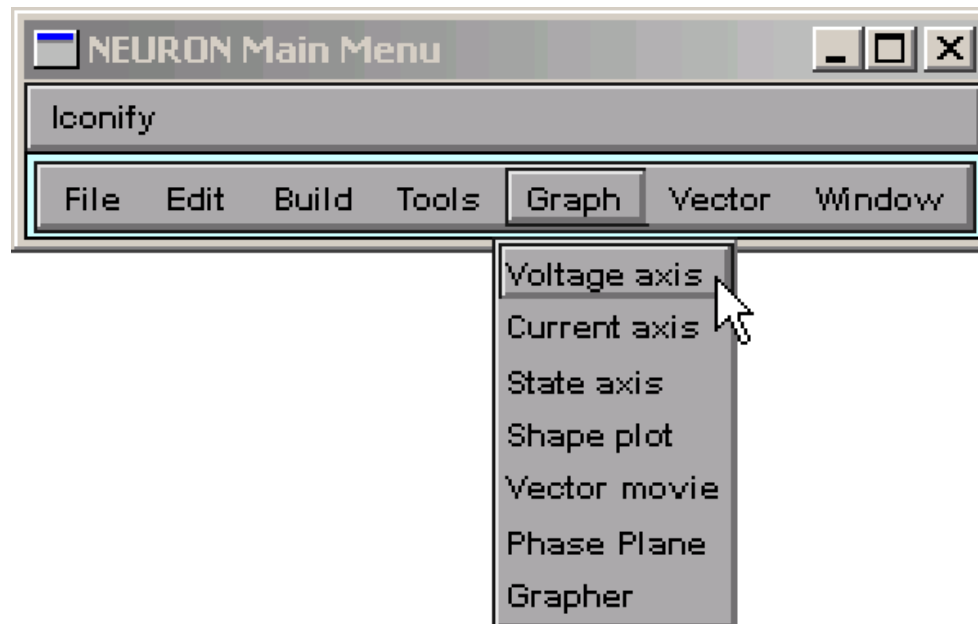 NEURON Main Menu
Iconify
File Edit Build Tools Graph Vector Window
Voltage axis
Current axis
State axis
Shape plot
Vector movie
Phase Plane
Grapher